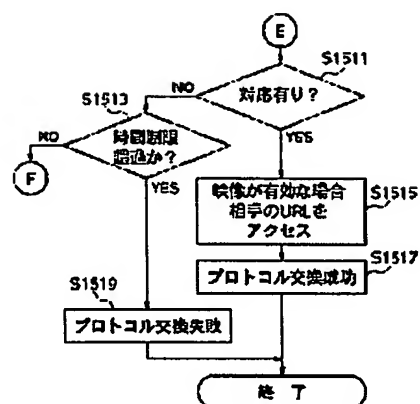 E
S1511
対応有り？
NO
YES
S1513
時間制限
超過か？
NO
YES
F
映像が有効な場合
相手のURLを
アクセス
S1515
プロトコル交換成功
S1517
S1519
プロトコル交換失敗
終 了